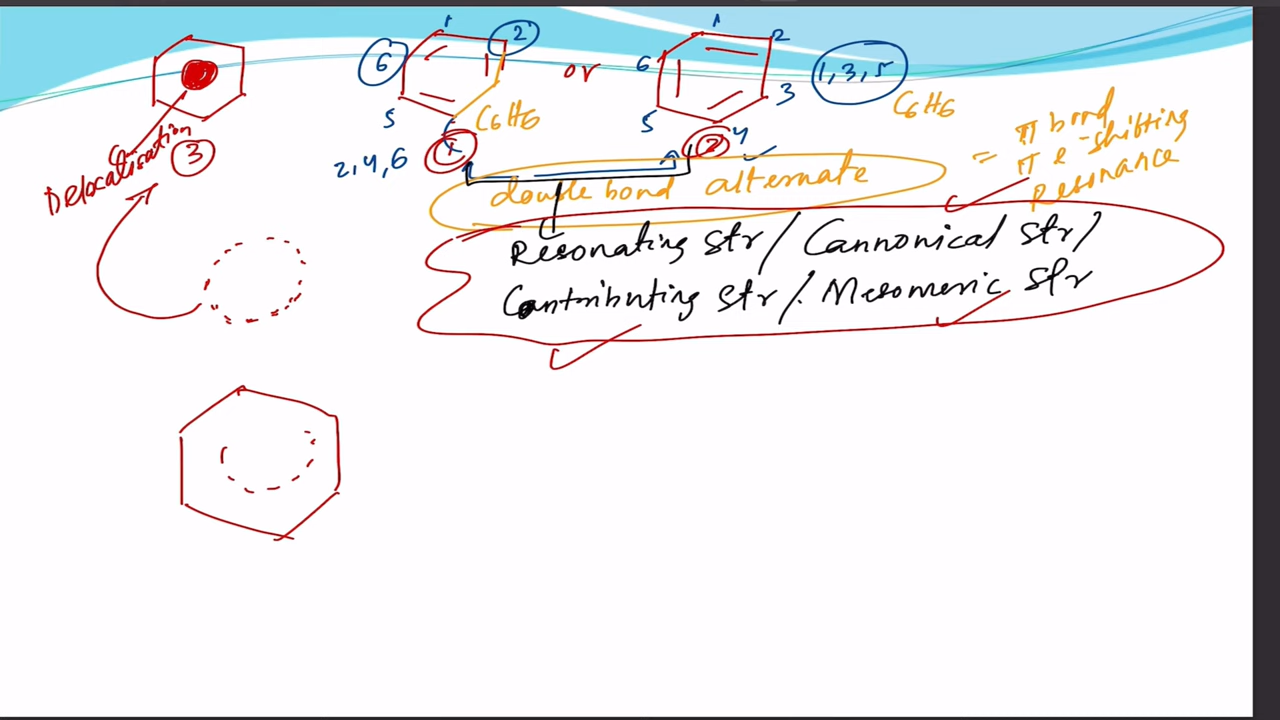 1
2
6
5
2, 4, 6
C6H6
or
1
2
6
3
5
4
1, 3, 5
C6H6
2
Delocalisation
3
double bond alternate
= π bond
π e- shifting
Resonance
Resonating Str / Cannonical Str /
Contributing Str / Mesomeric Str